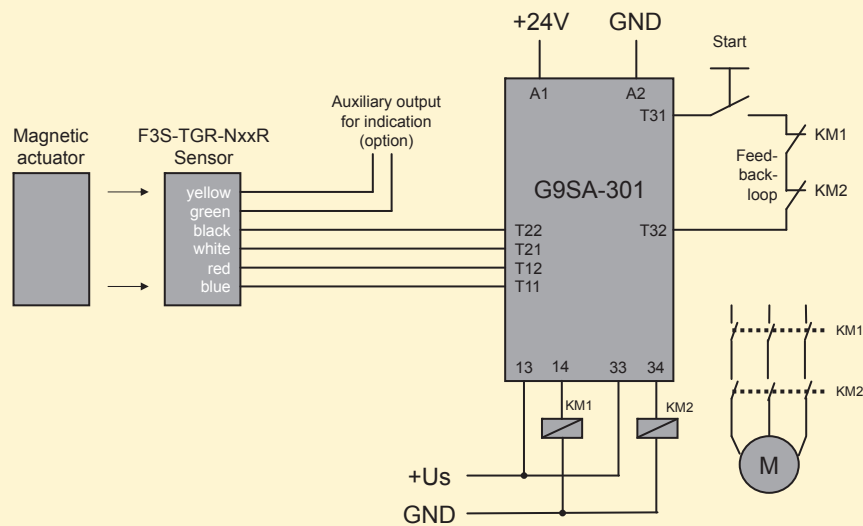 +24V
GND
Start
A1
A2
T31
Auxiliary output
for indication
(option)
Magnetic
actuator
F3S-TGR-NxxR
Sensor
KM1
Feed-
back-
loop
KM2
G9SA-301
yellow
green
black
white
red
blue
T22
T21
T12
T11
T32
13
14
33
34
KM1
KM2
KM1
KM2
M
+Us
GND